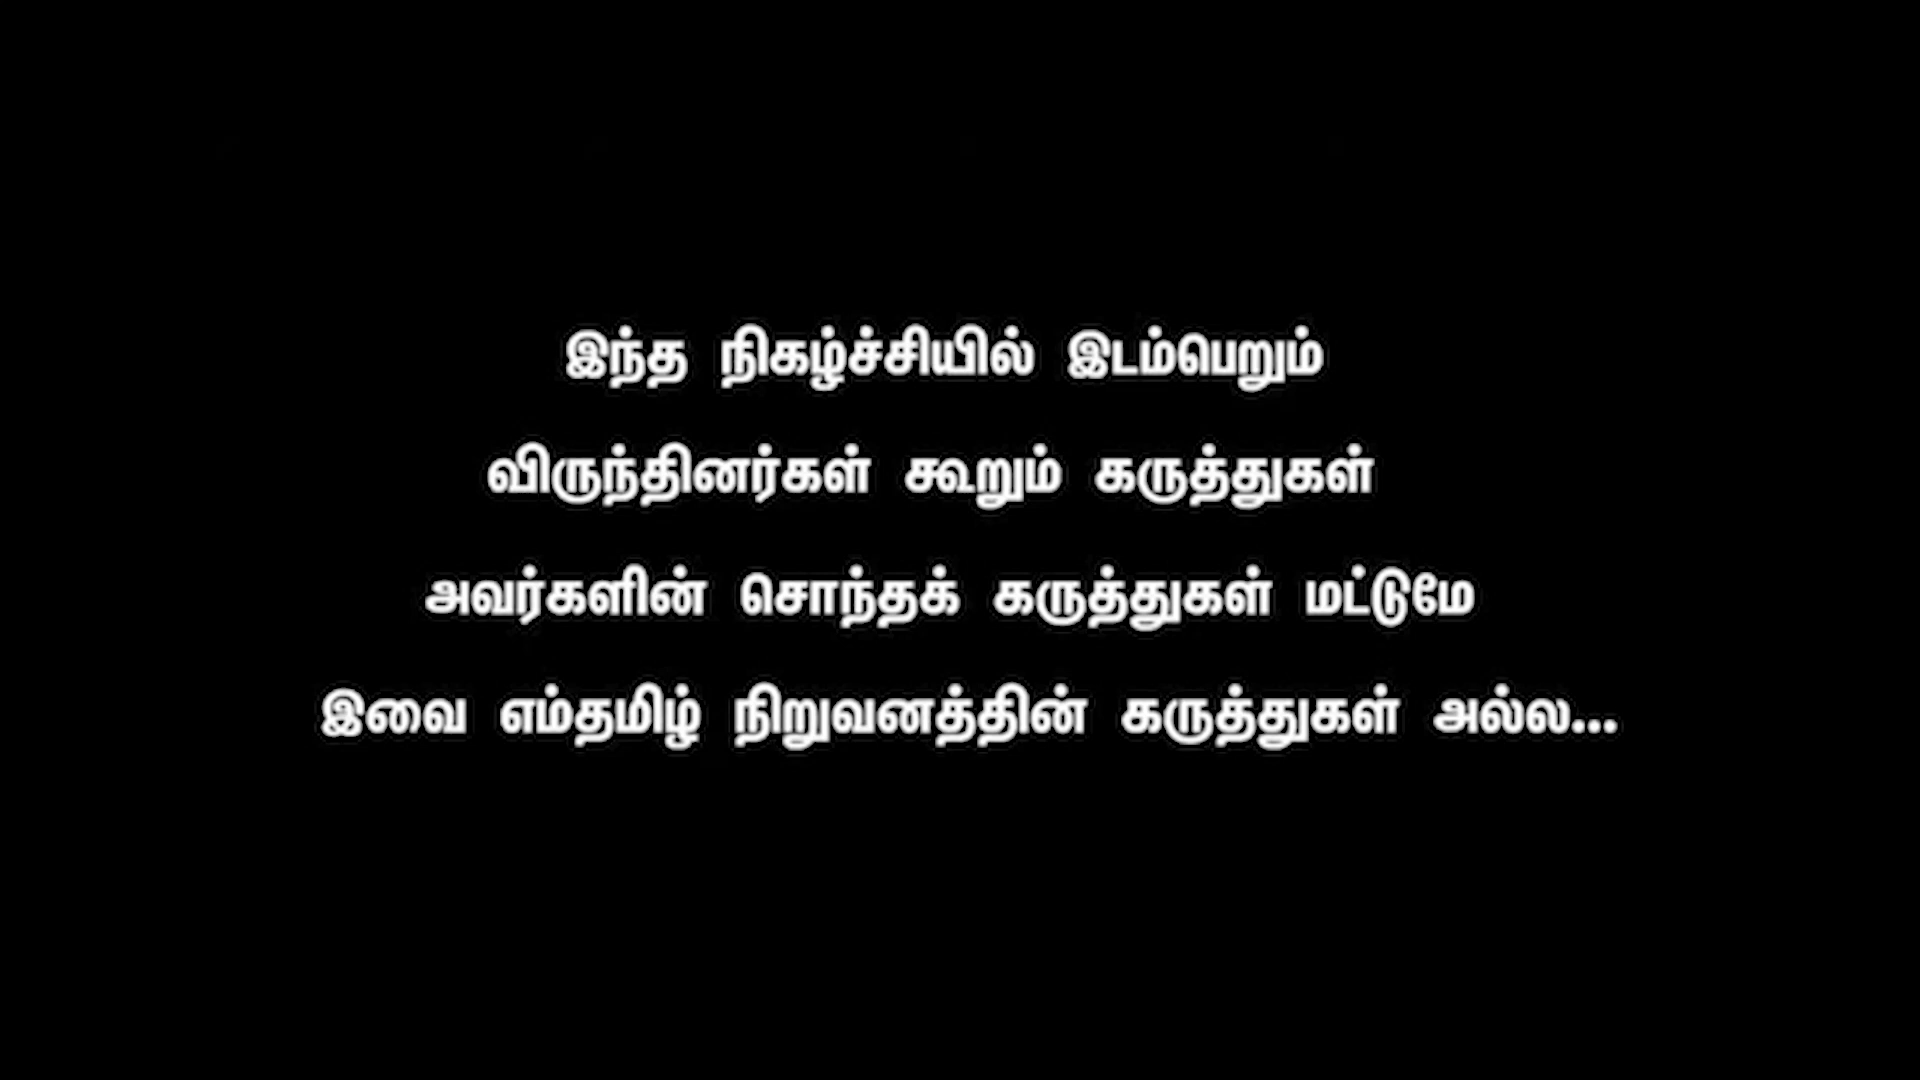 இந்த நிகழ்ச்சியில் இடம்பெறும்
விருந்தினர்கள் கூறும் கருத்துகள்
அவர்களின் சொந்தக் கருத்துகள் மட்டுமே
இவை எம்தமிழ் நிறுவனத்தின் கருத்துகள் அல்ல...